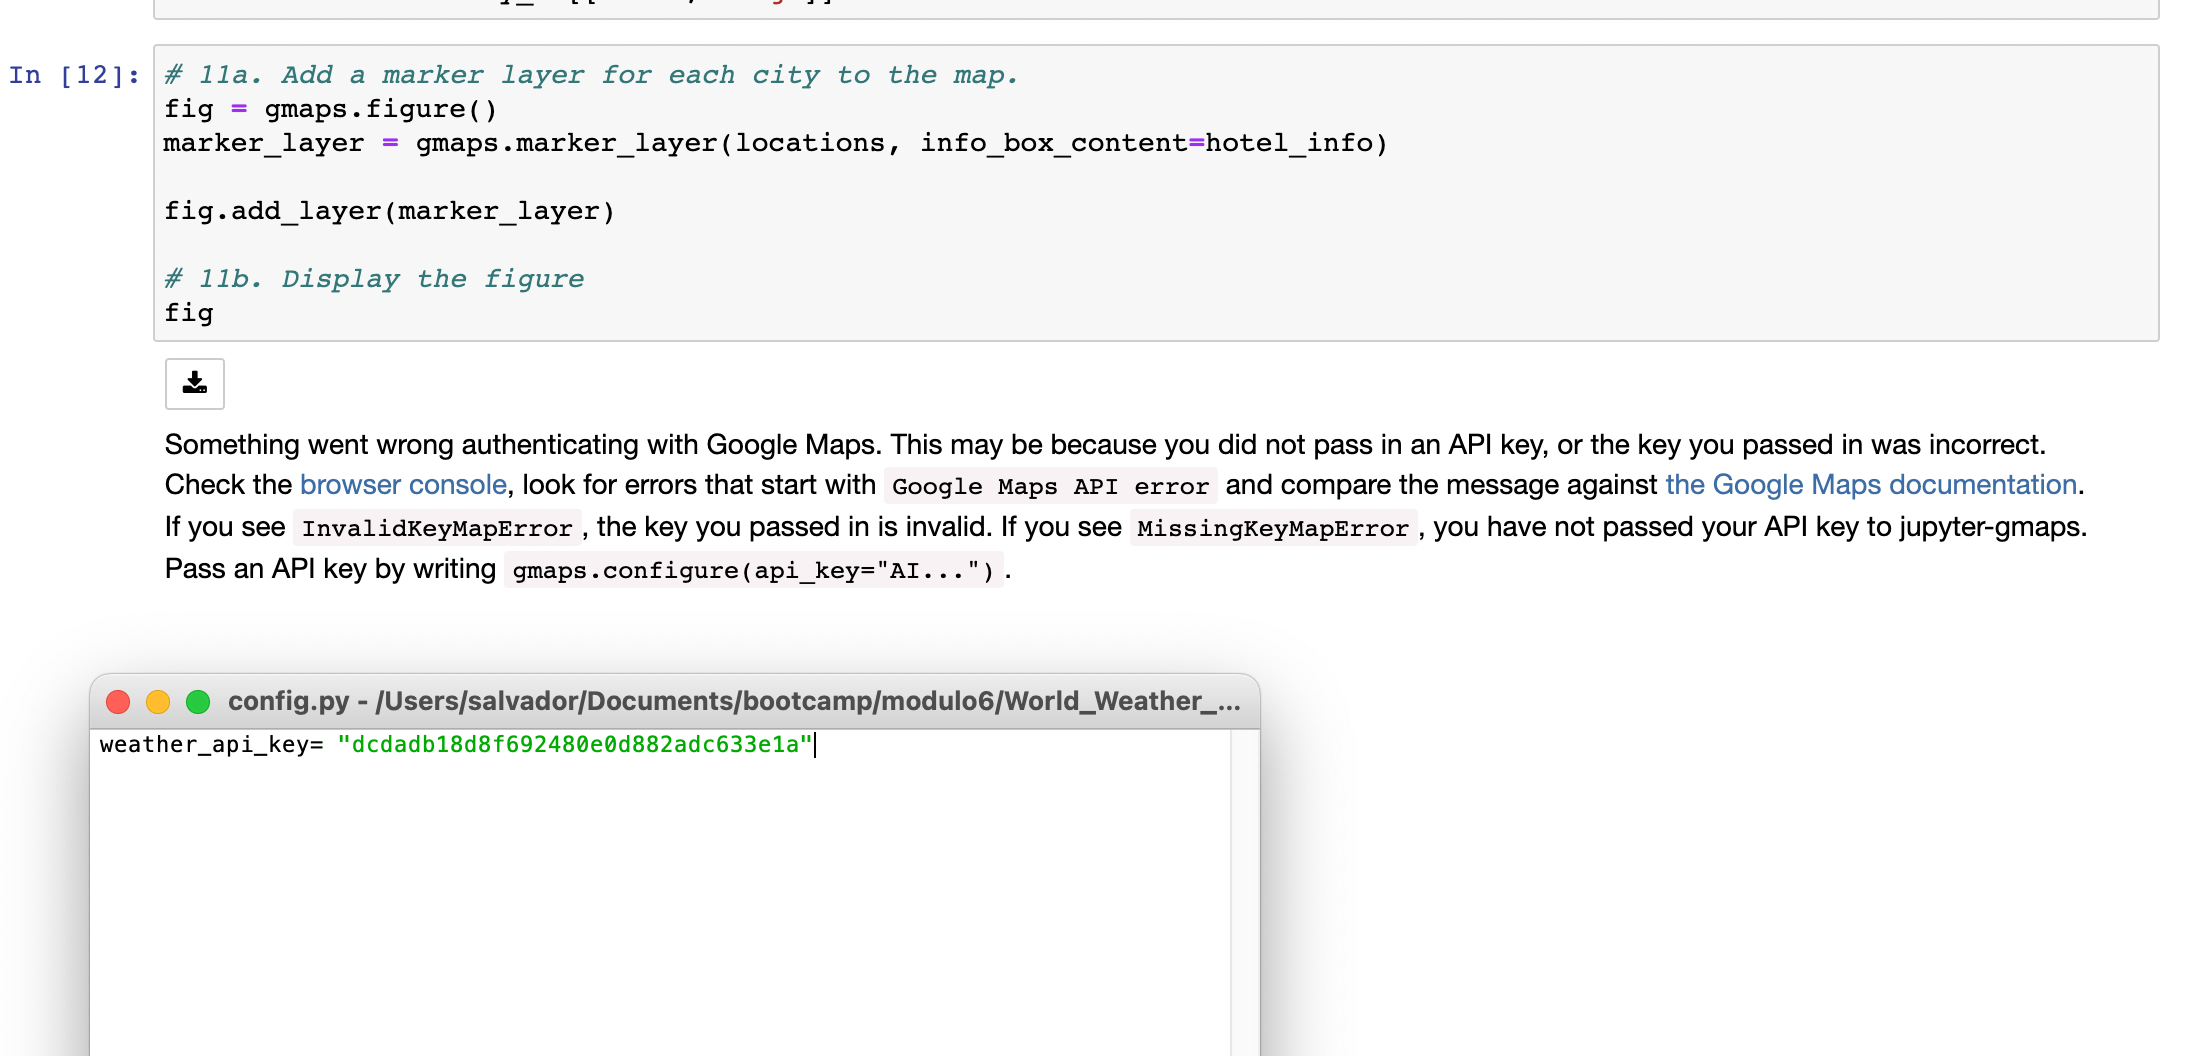 In [12]:
# 11a. Add a marker layer for each city to the map.
fig = gmaps.figure()
marker_layer = gmaps.marker_layer(locations, info_box_content=hotel_info)
fig.add_layer(marker_layer)
# 11b. Display the figure
fig
Something went wrong authenticating with Google Maps. This may be because you did not pass in an API key, or the key you passed in was incorrect.
Check the browser console, look for errors that start with Google Maps API error and compare the message against the Google Maps documentation.
If you see InvalidKeyMapError , the key you passed in is invalid. If you see MissingKeyMapError , you have not passed your API key to jupyter-gmaps.
Pass an API key by writing gmaps.configure(api_key="AI...") .
config.py - /Users/salvador/Documents/bootcamp/modulo6/World_Weather_...
weather_api_key= "dcdadb18d8f692480e0d882adc633e1a"